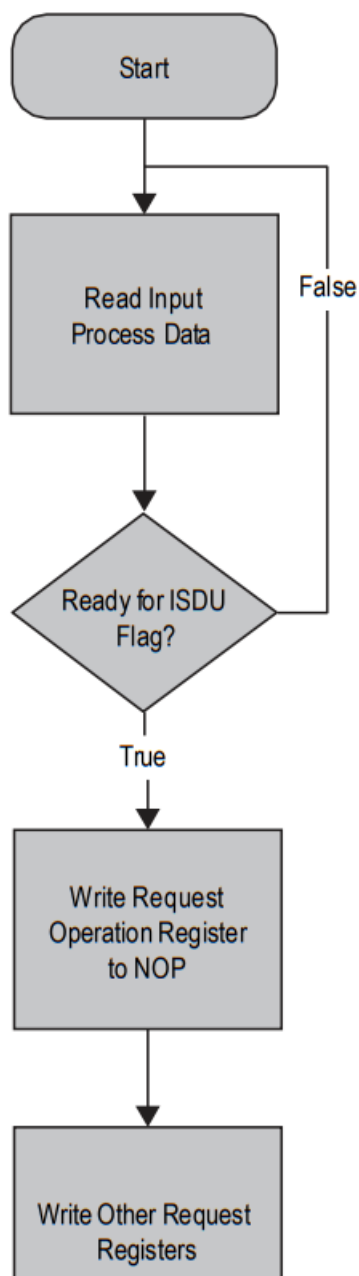 Start
Read Input
Process Data
False
Ready for ISDU
Flag?
True
Write Request
Operation Register
to NOP
Write Other Request
Registers